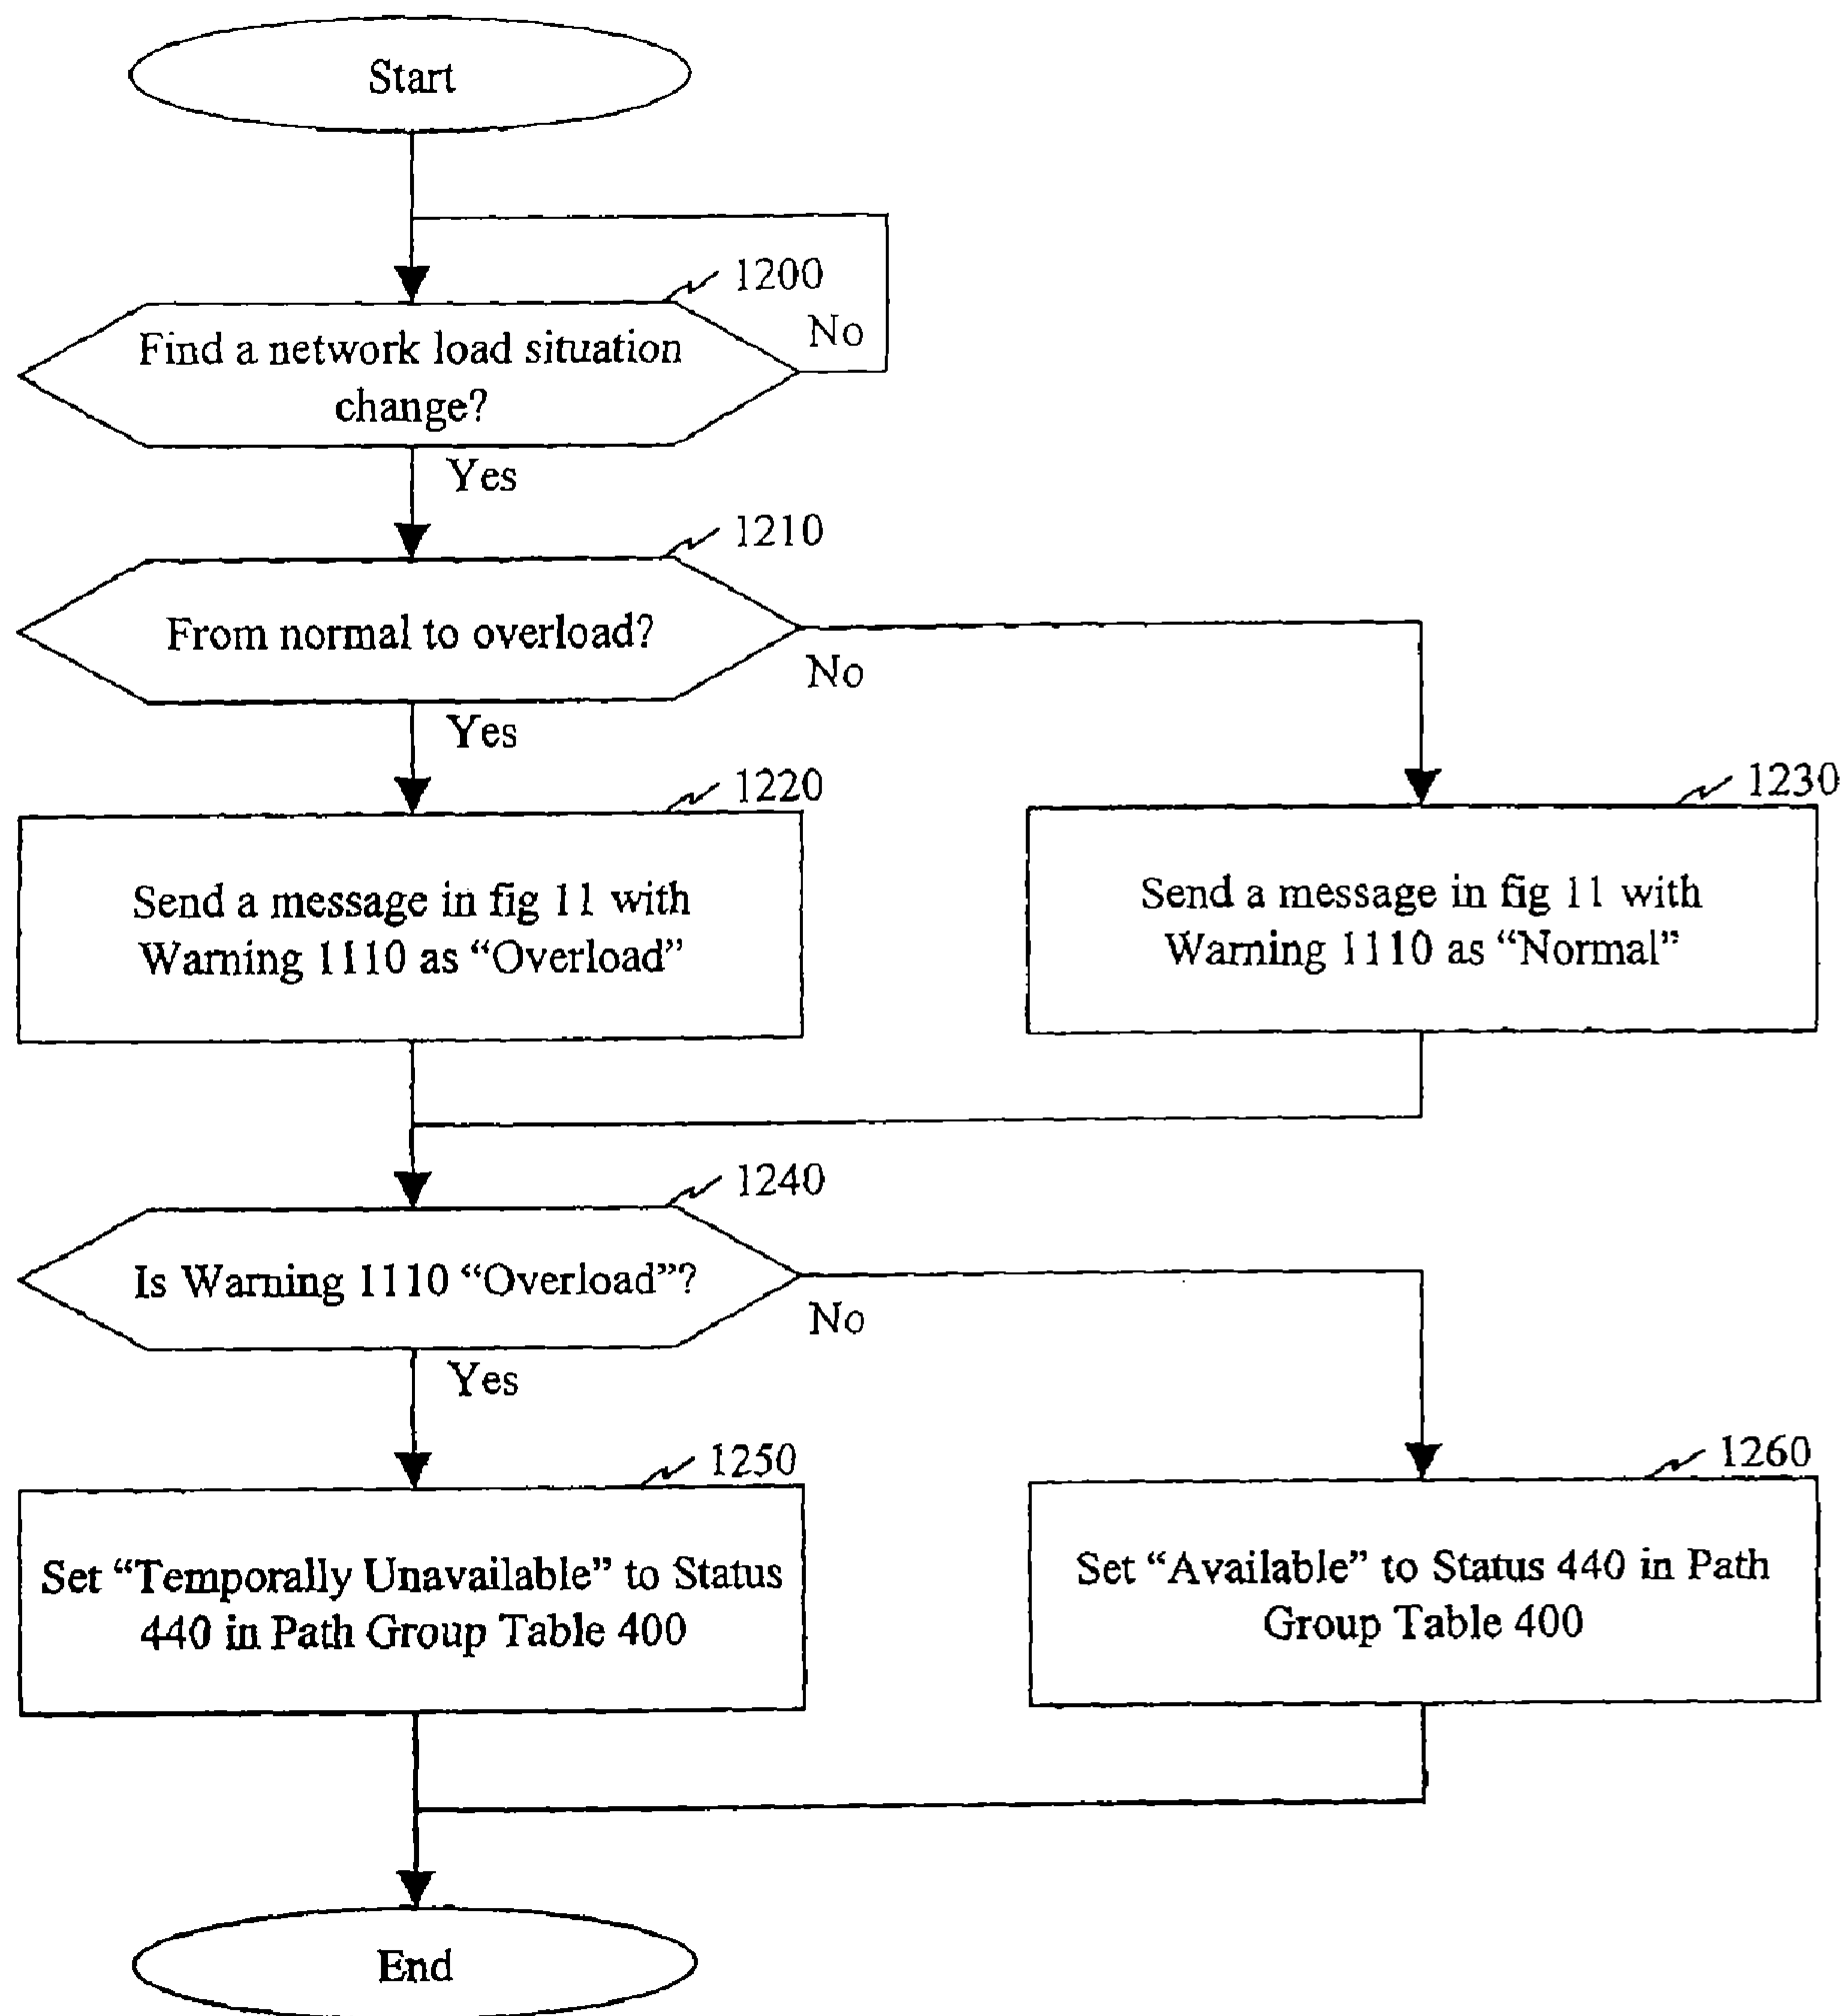 Start
1200
No
Find a network load situation
change?
Yes
1210
From normal to overload?
No
Yes
1220
1230
Send a message in fig 11 with
Warning 1110 as “Overload”
Send a message in fig 11 with
Warning 1110 as “Normal”
1240
Is Warning 1110 “Overload”?
No
Yes
1250
1260
Set “Temporally Unavailable” to Status
440 in Path Group Table 400
Set “Available” to Status 440 in Path
Group Table 400
End